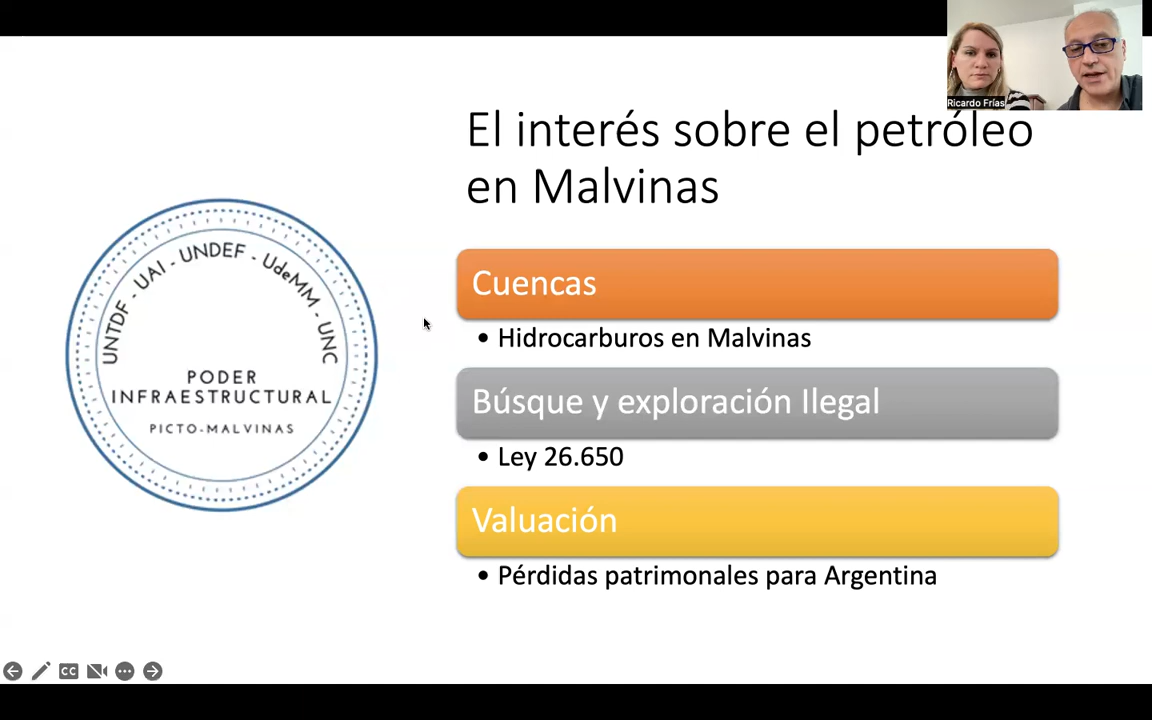 Ricardo Frías
El interés sobre el petróleo
en Malvinas
UNTDF - UAI - UNDEF - UdeMM - UNC
PODER
INFRAESTRUCTURAL
PICTO-MALVINAS
Cuencas
• Hidrocarburos en Malvinas
Búsque y exploración Ilegal
• Ley 26.650
Valuación
• Pérdidas patrimonales para Argentina
CC